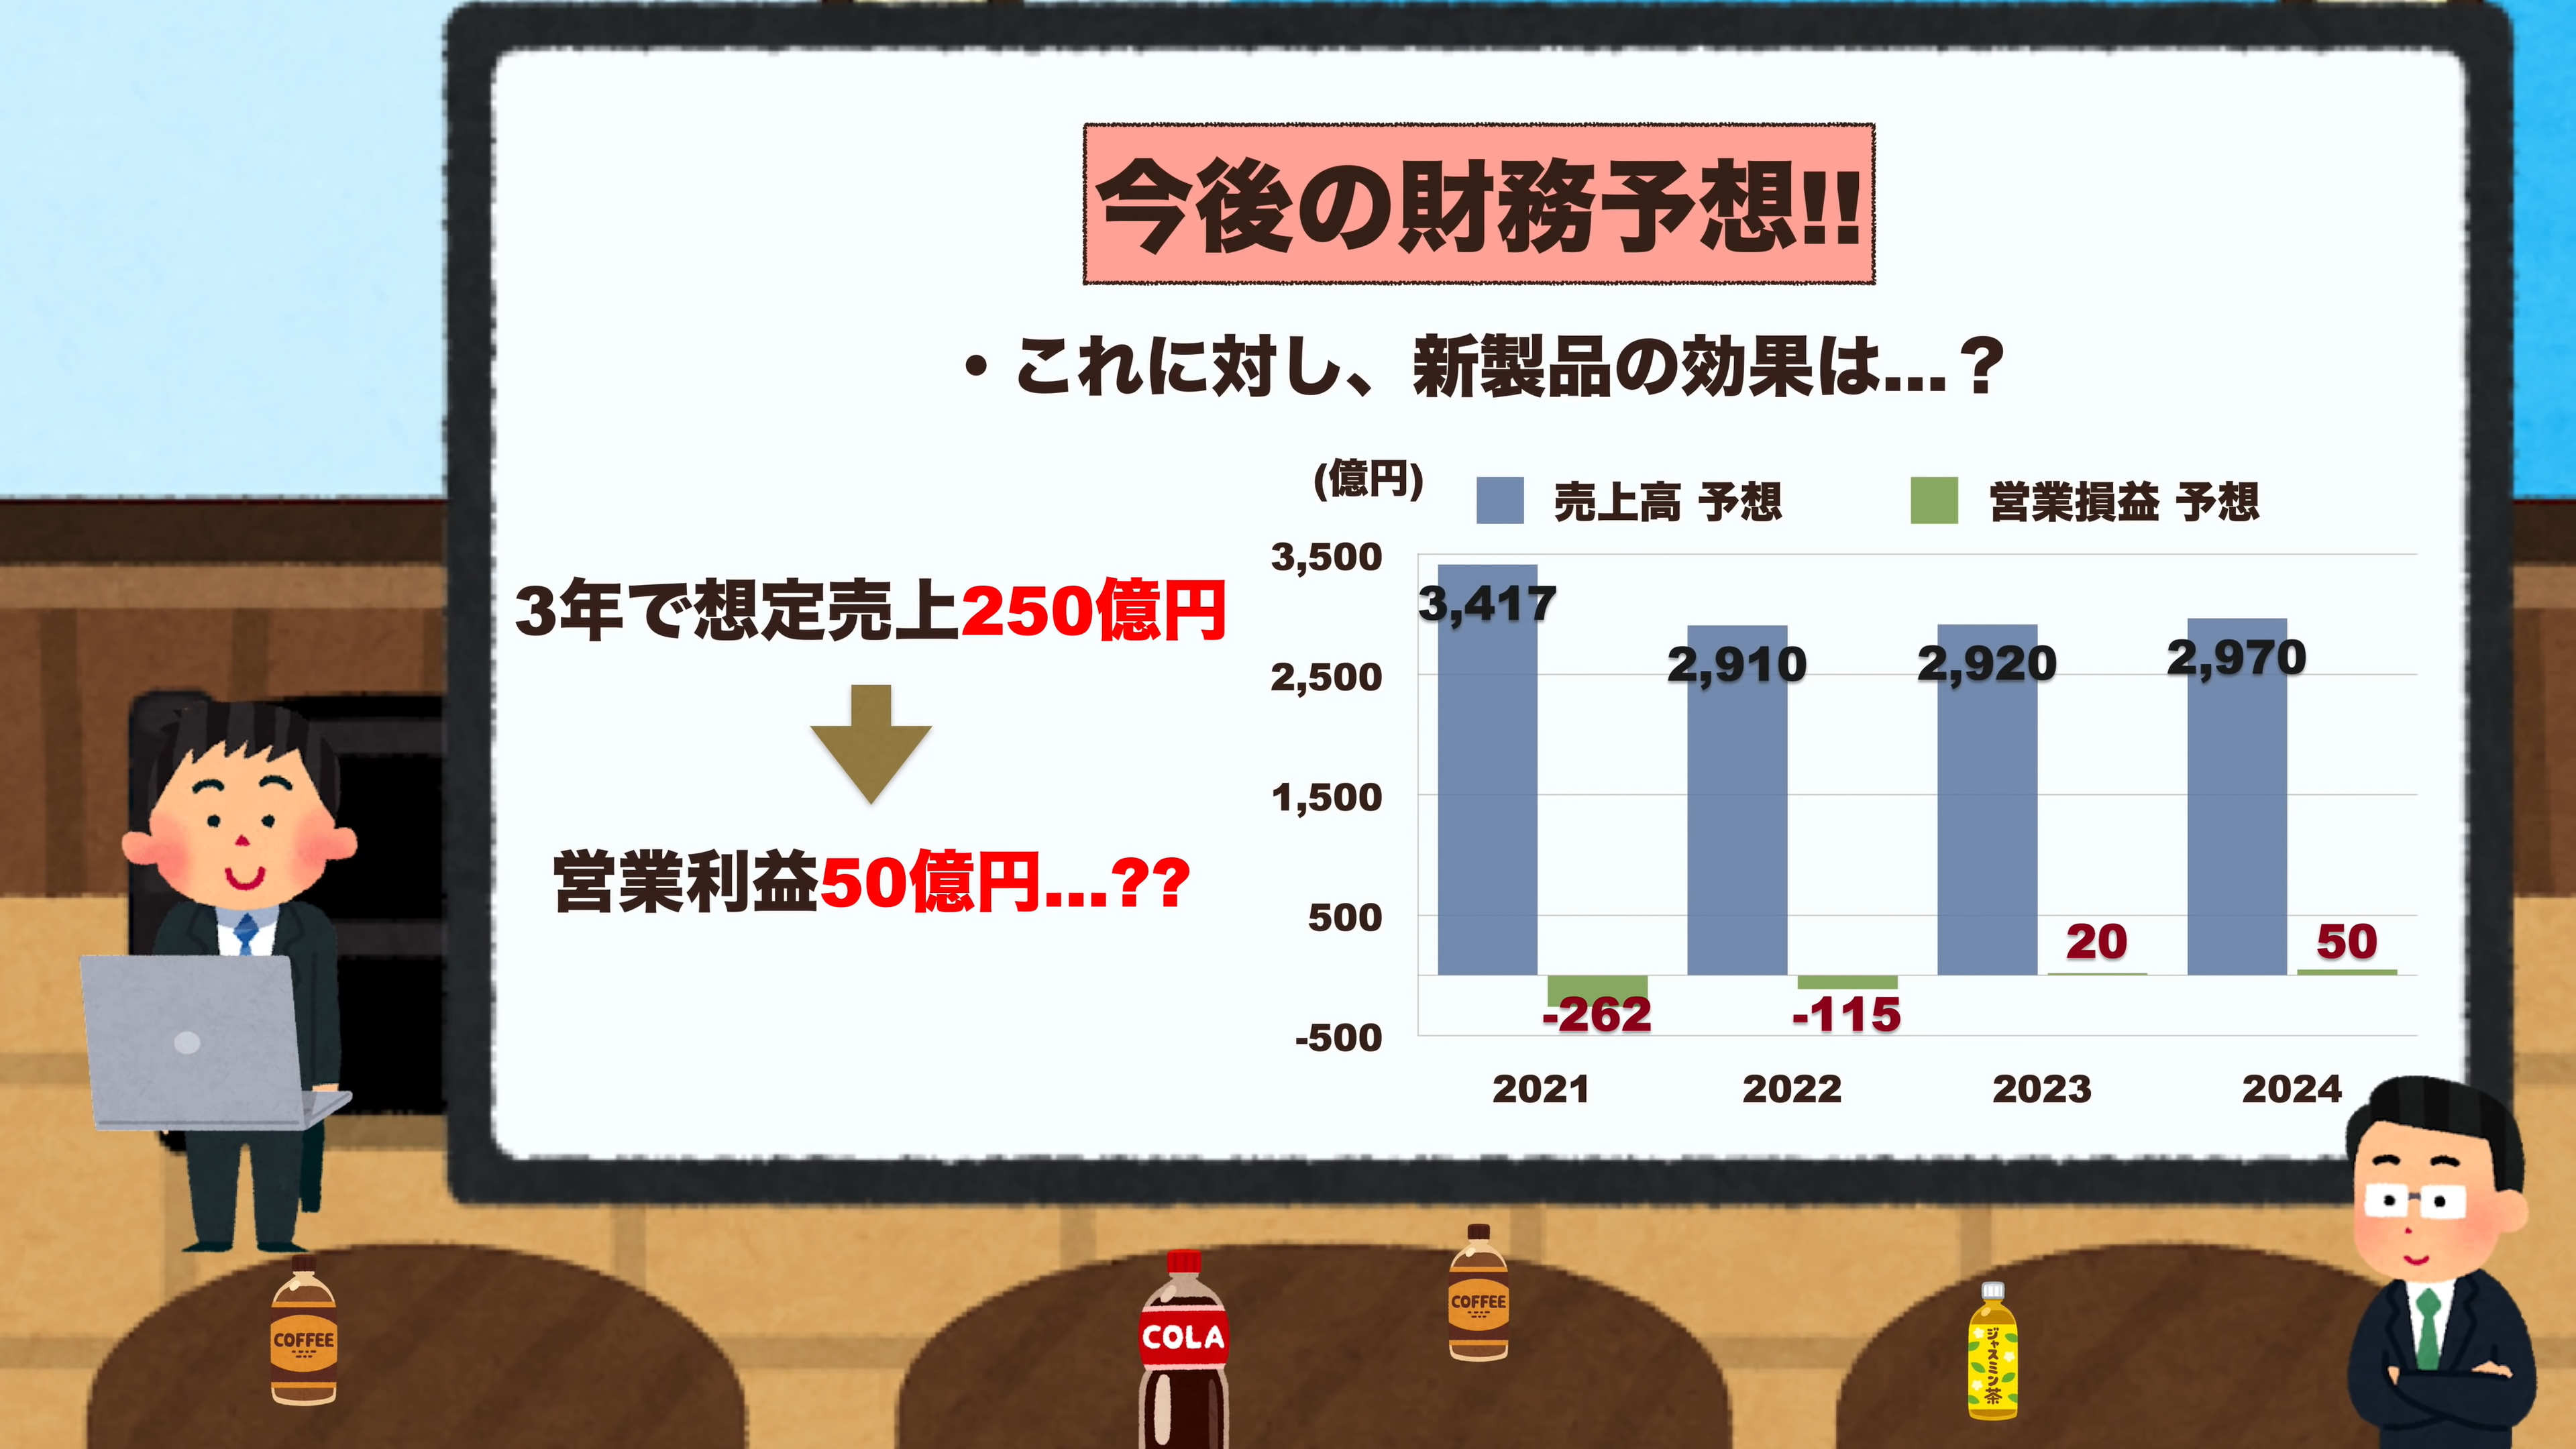 今後の財務予想!!
・これに対し、新製品の効果は…？
3年で想定売上250億円
営業利益50億円…??
(億円)
売上高 予想
営業損益 予想
3,500
2,500
1,500
500
-500
3,417
2,910
2,920
2,970
-262
-115
20
50
2021
2022
2023
2024
COFFEE
COLA
COFFEE
ジャスミン茶